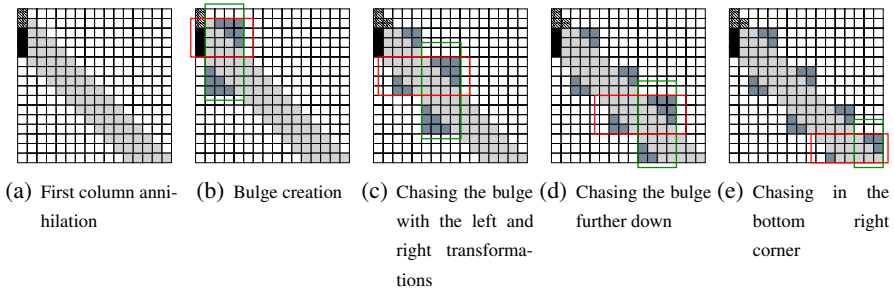 (a) First column anni-
hilation
(b) Bulge creation
(c) Chasing the bulge
with the left and
right transforma-
tions
(d) Chasing the bulge
further down
(e) Chasing in the
bottom right
corner